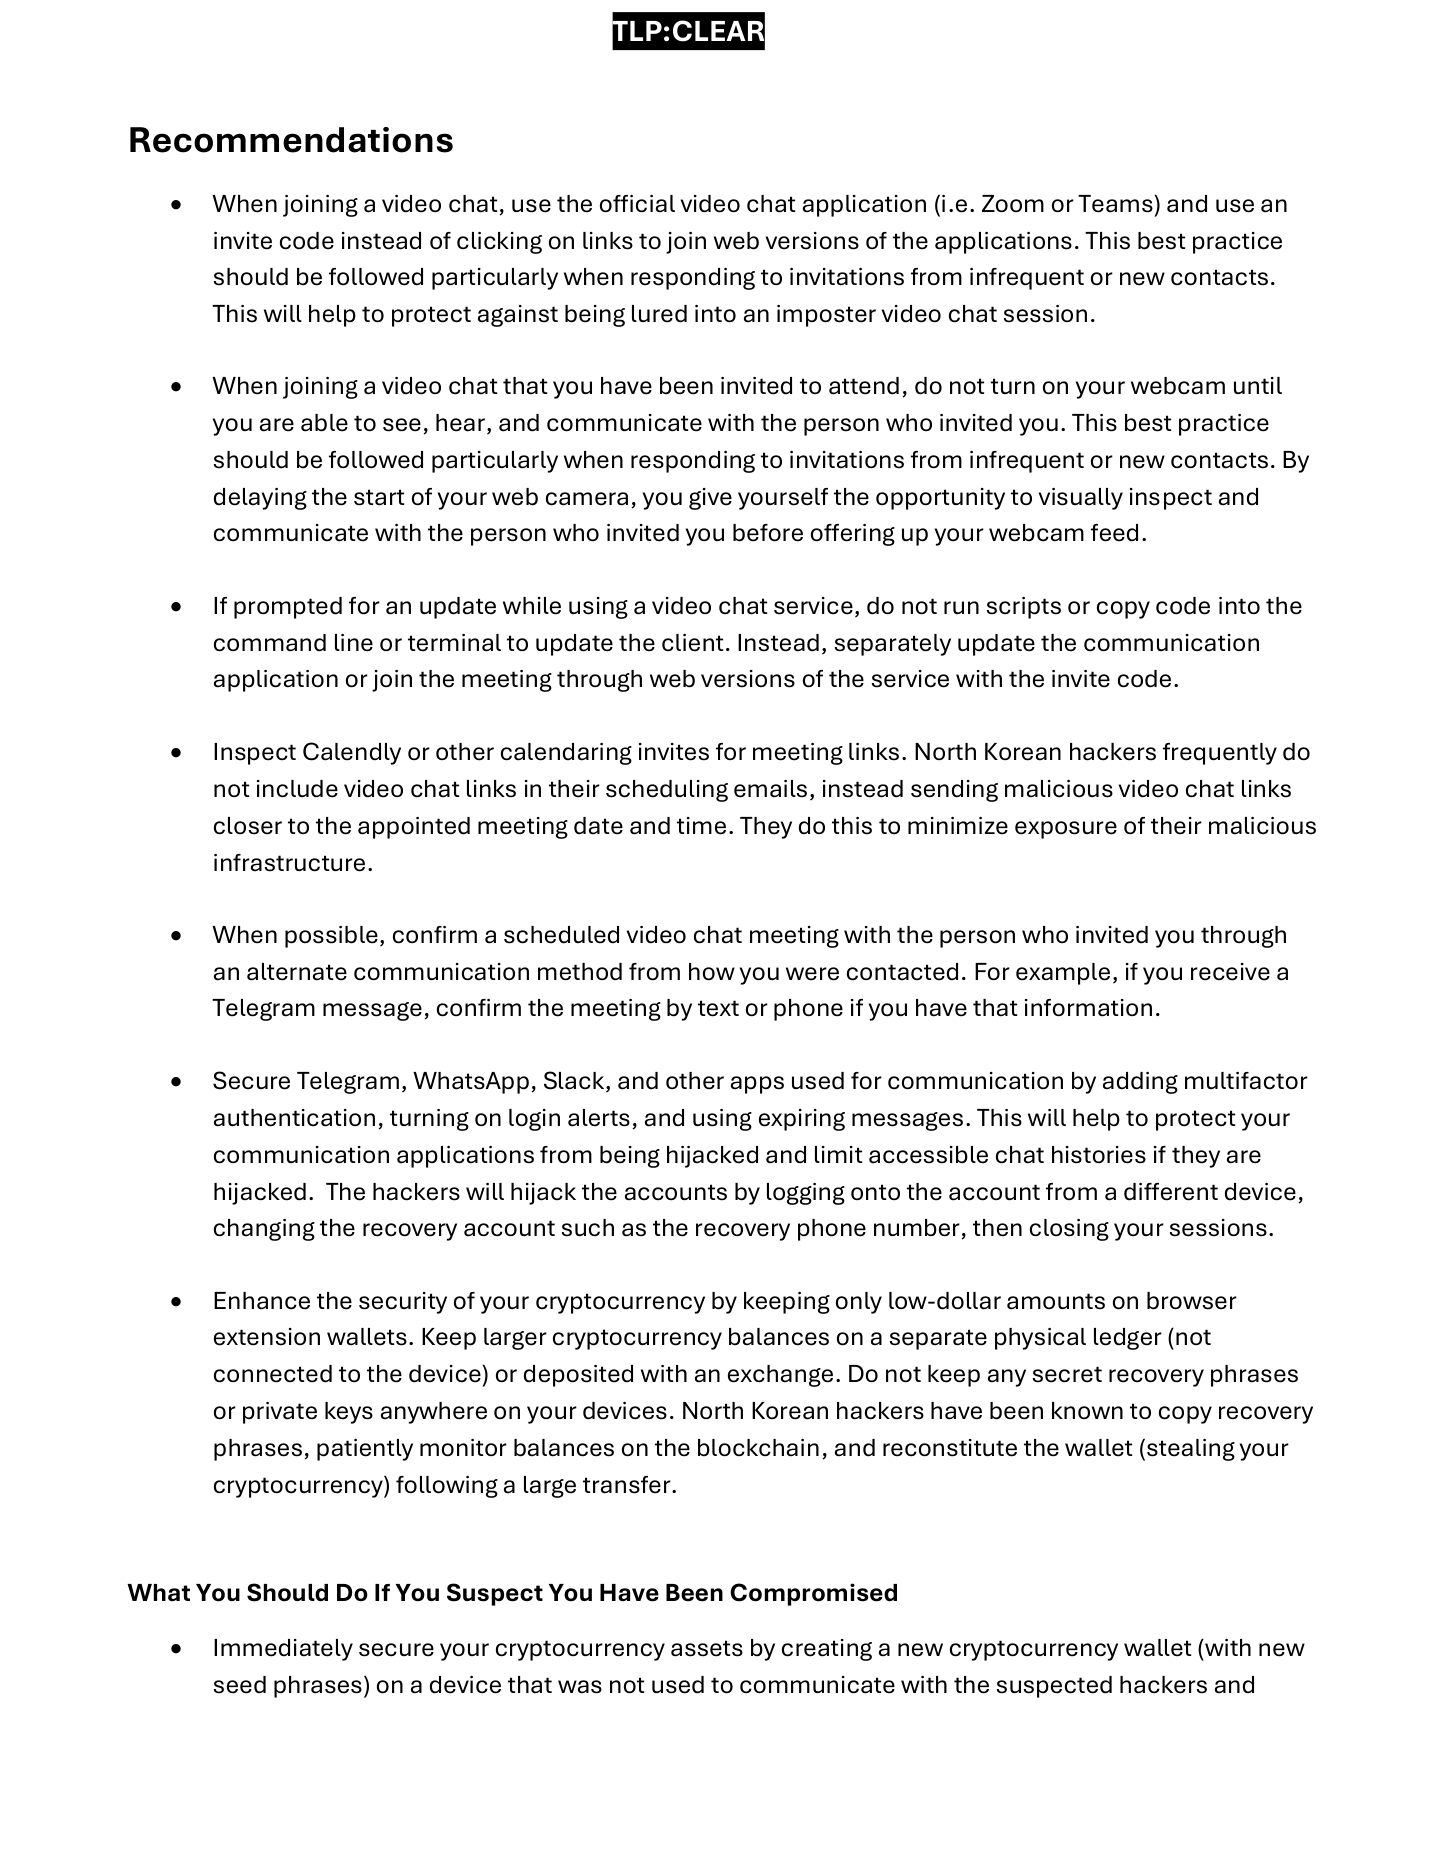 TLP:CLEAR
Recommendations
• When joining a video chat, use the official video chat application (i.e. Zoom or Teams) and use an
invite code instead of clicking on links to join web versions of the applications. This best practice
should be followed particularly when responding to invitations from infrequent or new contacts.
This will help to protect against being lured into an imposter video chat session.
• When joining a video chat that you have been invited to attend, do not turn on your webcam until
you are able to see, hear, and communicate with the person who invited you. This best practice
should be followed particularly when responding to invitations from infrequent or new contacts. By
delaying the start of your web camera, you give yourself the opportunity to visually inspect and
communicate with the person who invited you before offering up your webcam feed.
• If prompted for an update while using a video chat service, do not run scripts or copy code into the
command line or terminal to update the client. Instead, separately update the communication
application or join the meeting through web versions of the service with the invite code.
• Inspect Calendly or other calendaring invites for meeting links. North Korean hackers frequently do
not include video chat links in their scheduling emails, instead sending malicious video chat links
closer to the appointed meeting date and time. They do this to minimize exposure of their malicious
infrastructure.
• When possible, confirm a scheduled video chat meeting with the person who invited you through
an alternate communication method from how you were contacted. For example, if you receive a
Telegram message, confirm the meeting by text or phone if you have that information.
• Secure Telegram, WhatsApp, Slack, and other apps used for communication by adding multifactor
authentication, turning on login alerts, and using expiring messages. This will help to protect your
communication applications from being hijacked and limit accessible chat histories if they are
hijacked.  The hackers will hijack the accounts by logging onto the account from a different device,
changing the recovery account such as the recovery phone number, then closing your sessions.
• Enhance the security of your cryptocurrency by keeping only low-dollar amounts on browser
extension wallets. Keep larger cryptocurrency balances on a separate physical ledger (not
connected to the device) or deposited with an exchange. Do not keep any secret recovery phrases
or private keys anywhere on your devices. North Korean hackers have been known to copy recovery
phrases, patiently monitor balances on the blockchain, and reconstitute the wallet (stealing your
cryptocurrency) following a large transfer.
What You Should Do If You Suspect You Have Been Compromised
• Immediately secure your cryptocurrency assets by creating a new cryptocurrency wallet (with new
seed phrases) on a device that was not used to communicate with the suspected hackers and